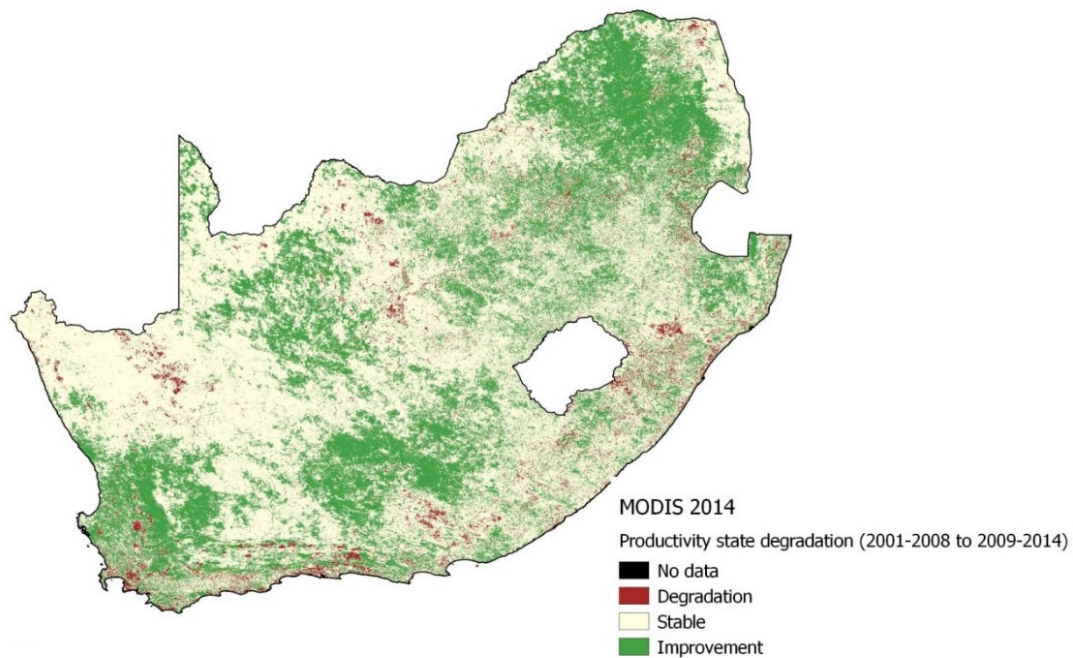 MODIS 2014
Productivity state degradation (2001-2008 to 2009-2014)
No data
Degradation
Stable
Improvement